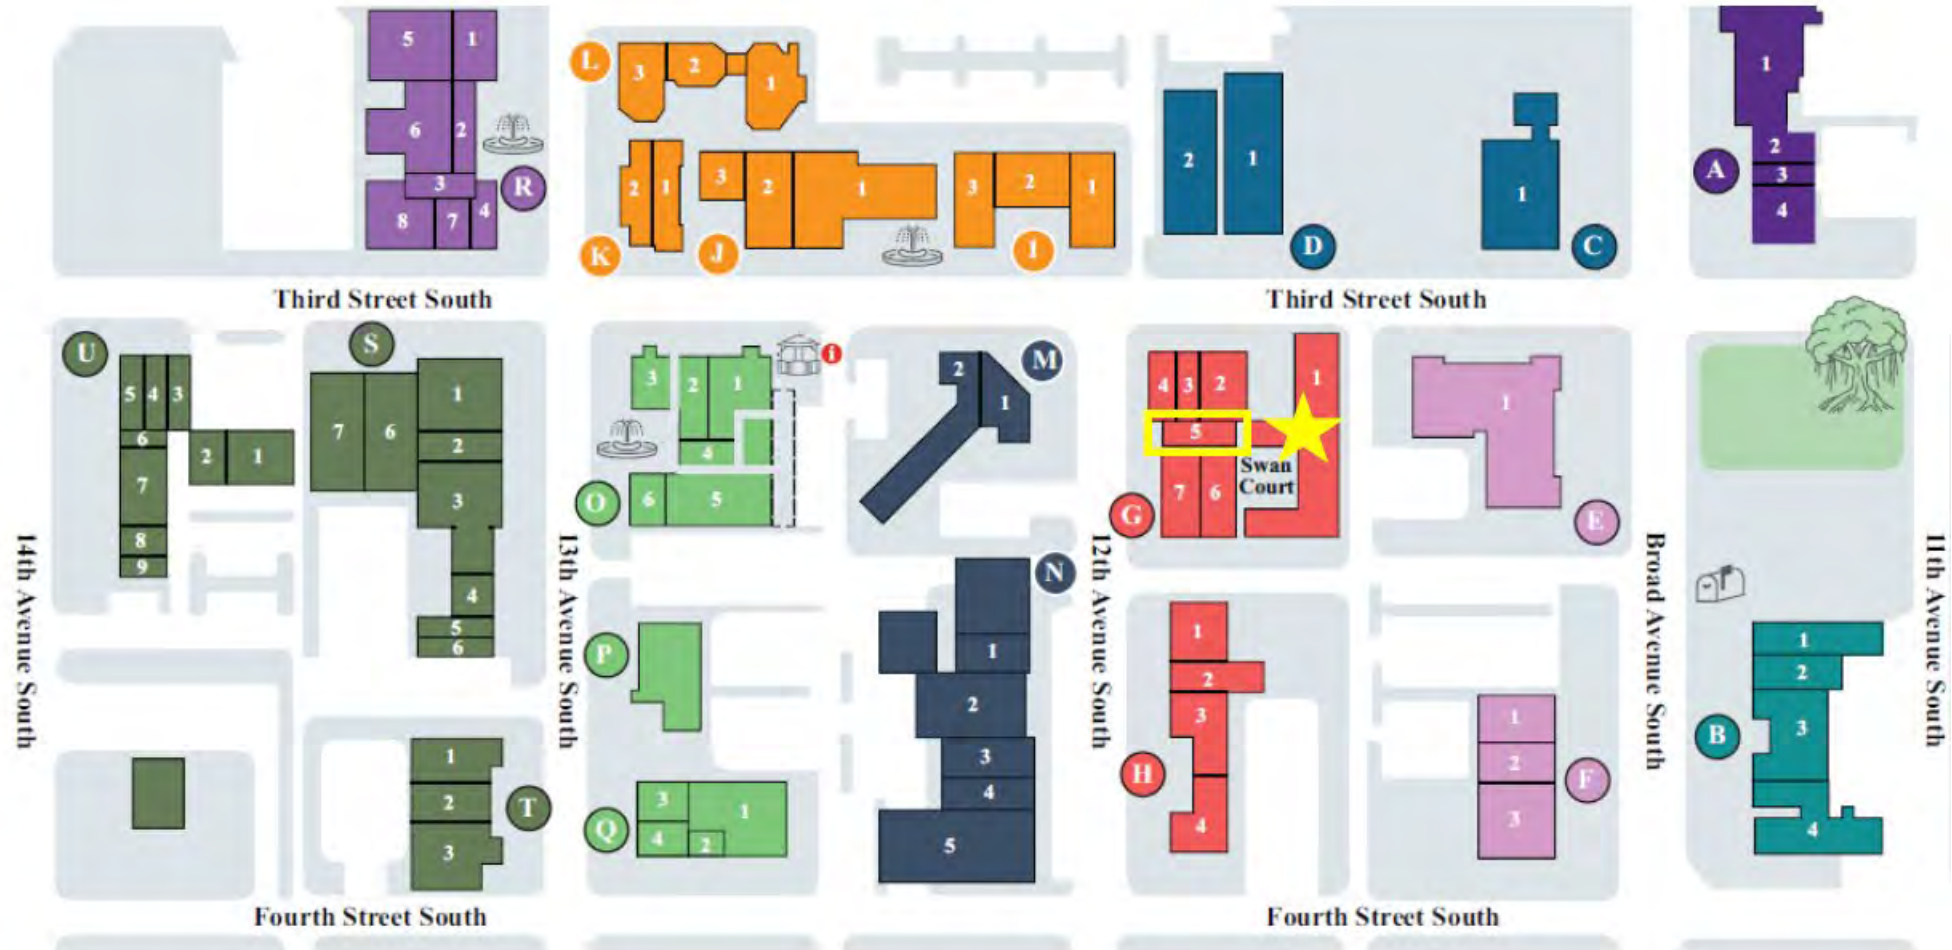 5 1
6 2
3 R
8 7 4
L 3 2 1
2 1 3 2 1 3 2 1
K J I
2 1 1
D C
1
A 2
3
4
Third Street South
Third Street South
U
S
5 4 3
6
7
2 1
8
9
7 6
1
2
3
4
5
6
1
2
3
T
3 2 1
i
4
O 6 5
P
3 1
Q 4 2
M
2
1
N
1
2
3
4
5
4 3 2 1
5
Swan
Court
7 6
G
1
2
3
H
4
1
E
1
2
F
3
1
2
B 3
4
14th Avenue South
13th Avenue South
12th Avenue South
Broad Avenue South
11th Avenue South
Fourth Street South
Fourth Street South